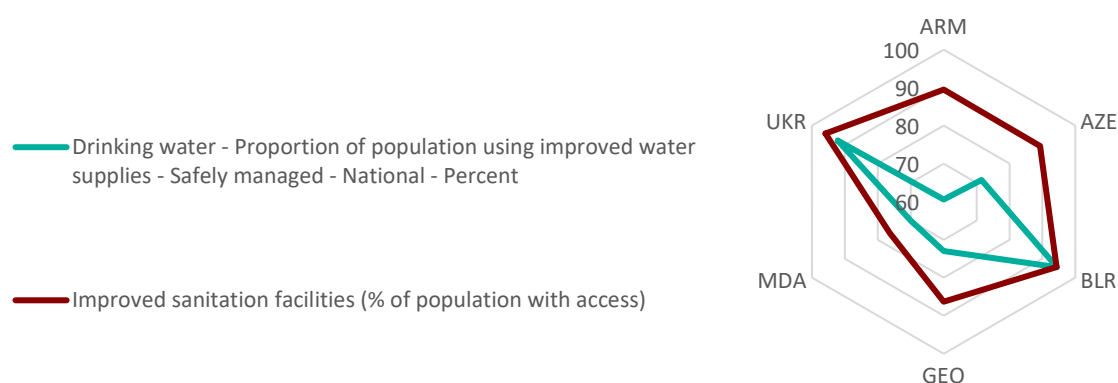 ARM
100
90
80
70
60
AZE
BLR
GEO
MDA
UKR
Drinking water - Proportion of population using improved water
supplies - Safely managed - National - Percent
Improved sanitation facilities (% of population with access)